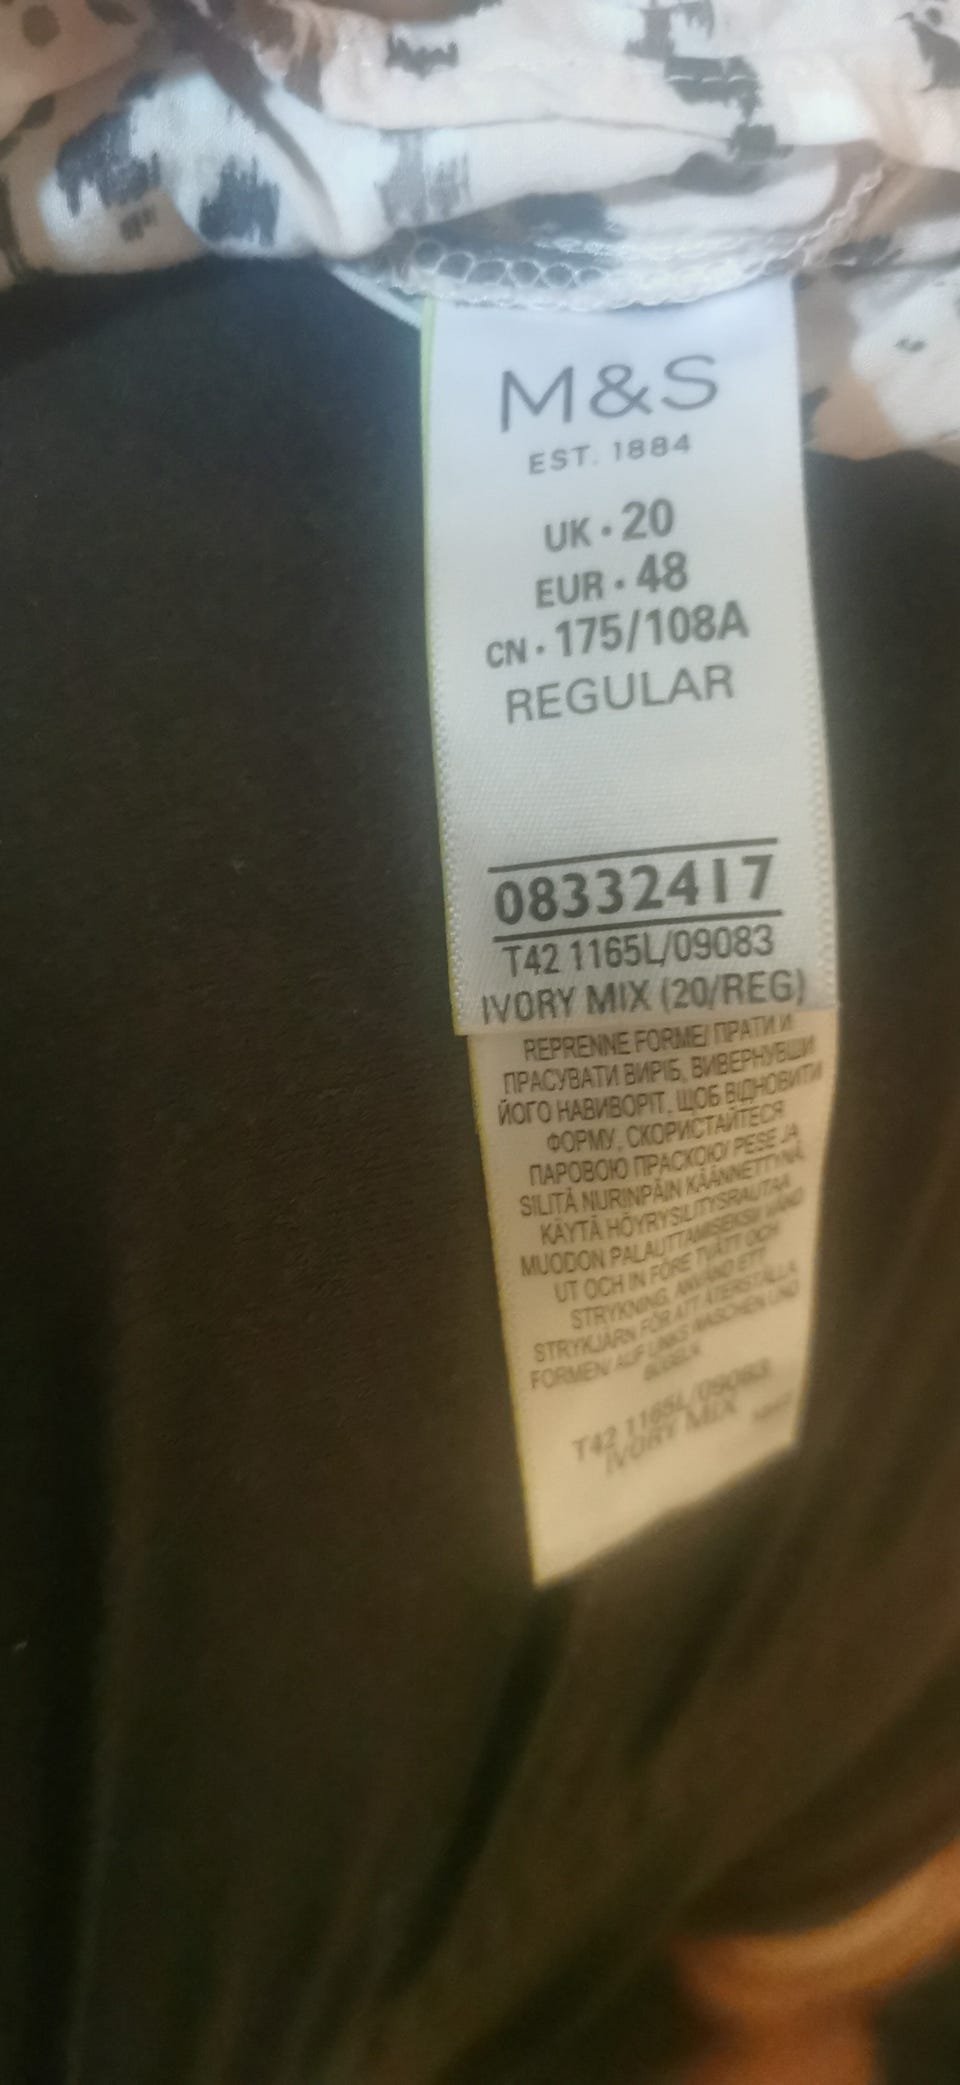 M&S
EST. 1884
UK • 20
EUR • 48
CN • 175/108A
REGULAR
08332417
T42 1165L/09083
IVORY MIX (20/REG)
REPRENNE FORME/ ПРАТИ И
ПРАСУВАТИ ВИРІБ, ВИВЕРНУВШИ
ЙОГО НАВИВОРІТ, ЩОБ ВІДНОВИТИ
ФОРМУ, СКОРИСТАЙТЕСЯ
ПАРОВОЮ ПРАСКОЮ/ PESE JA
SILITÄ NURINPÄIN KÄÄNNETTYNÄ,
KÄYTÄ HÖYRYSILITYSRAUTAA
MUODON PALAUTTAMISEKSI/ VÄND
UT OCH IN FÖRE TVÄTT OCH
STRYKNING, ANVÄND ETT
STRYKJÄRN FÖR ATT ÅTERSTÄLLA
FORMEN/ AUF LINKS WASCHEN UND
BÜGELN
T42 1165L/09083
IVORY MIX